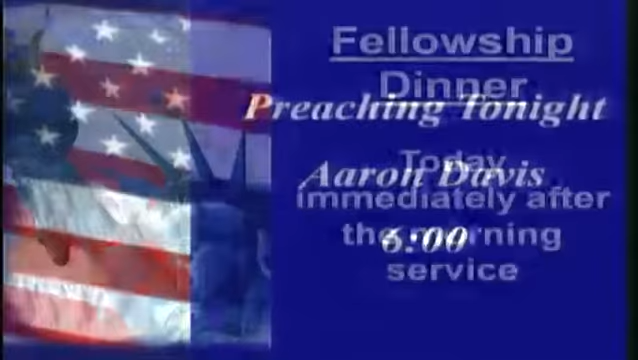 Fellowship
Dinner
Preaching Tonight
Today
Aaron Davis
immediately after
the morning
6:00
service